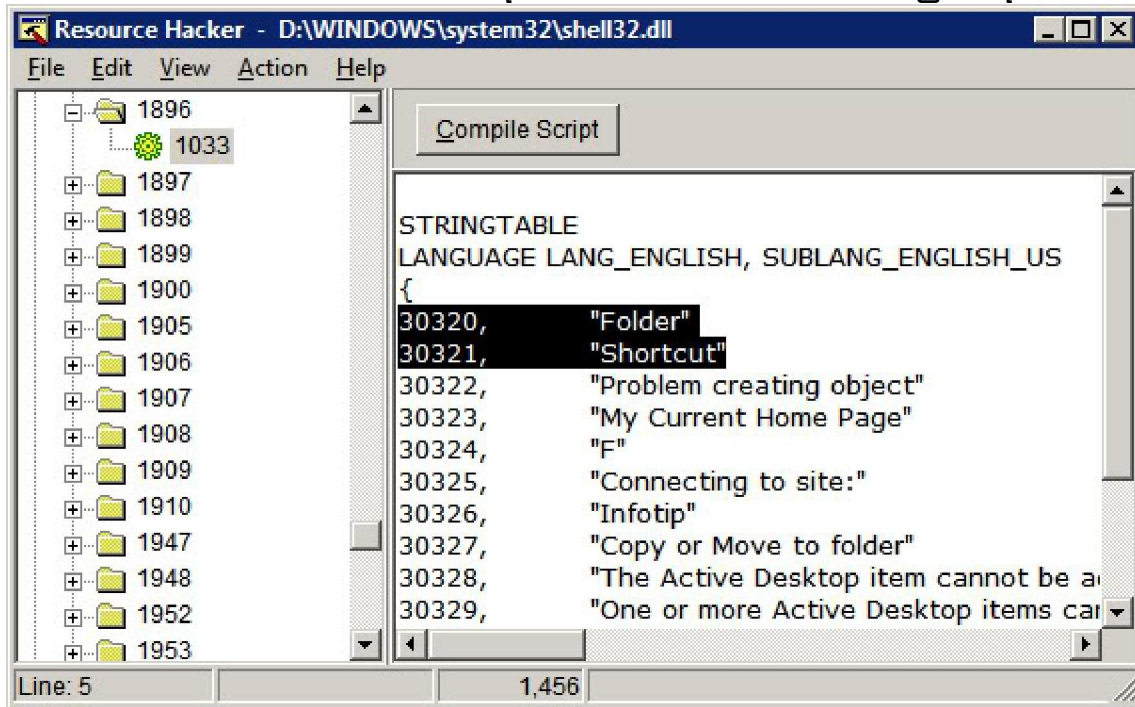 Resource Hacker - D:\WINDOWS\system32\shell32.dll
File Edit View Action Help
1896
1033
1897
1898
1899
1900
1905
1906
1907
1908
1909
1910
1947
1948
1952
1953
Compile Script
STRINGTABLE
LANGUAGE LANG_ENGLISH, SUBLANG_ENGLISH_US
{
30320, "Folder"
30321, "Shortcut"
30322, "Problem creating object"
30323, "My Current Home Page"
30324, "F"
30325, "Connecting to site:"
30326, "Infotip"
30327, "Copy or Move to folder"
30328, "The Active Desktop item cannot be
30329, "One or more Active Desktop items
Line: 5 1,456